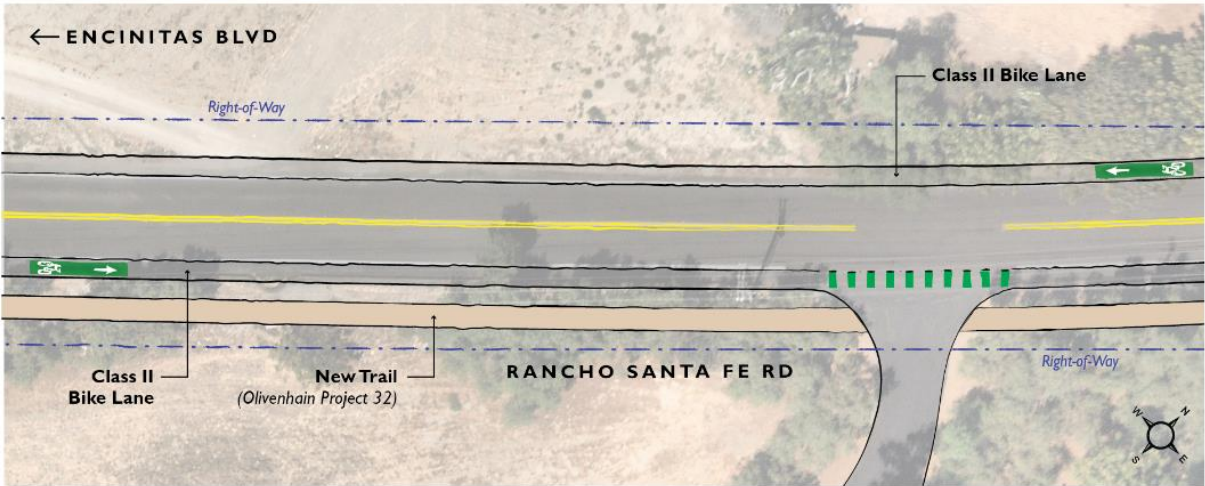 ← ENCINITAS BLVD
Class II Bike Lane
Right-of-Way
Class II
Bike Lane
New Trail
(Olivenhain Project 32)
RANCHO SANTA FE RD
Right-of-Way
W N
S E